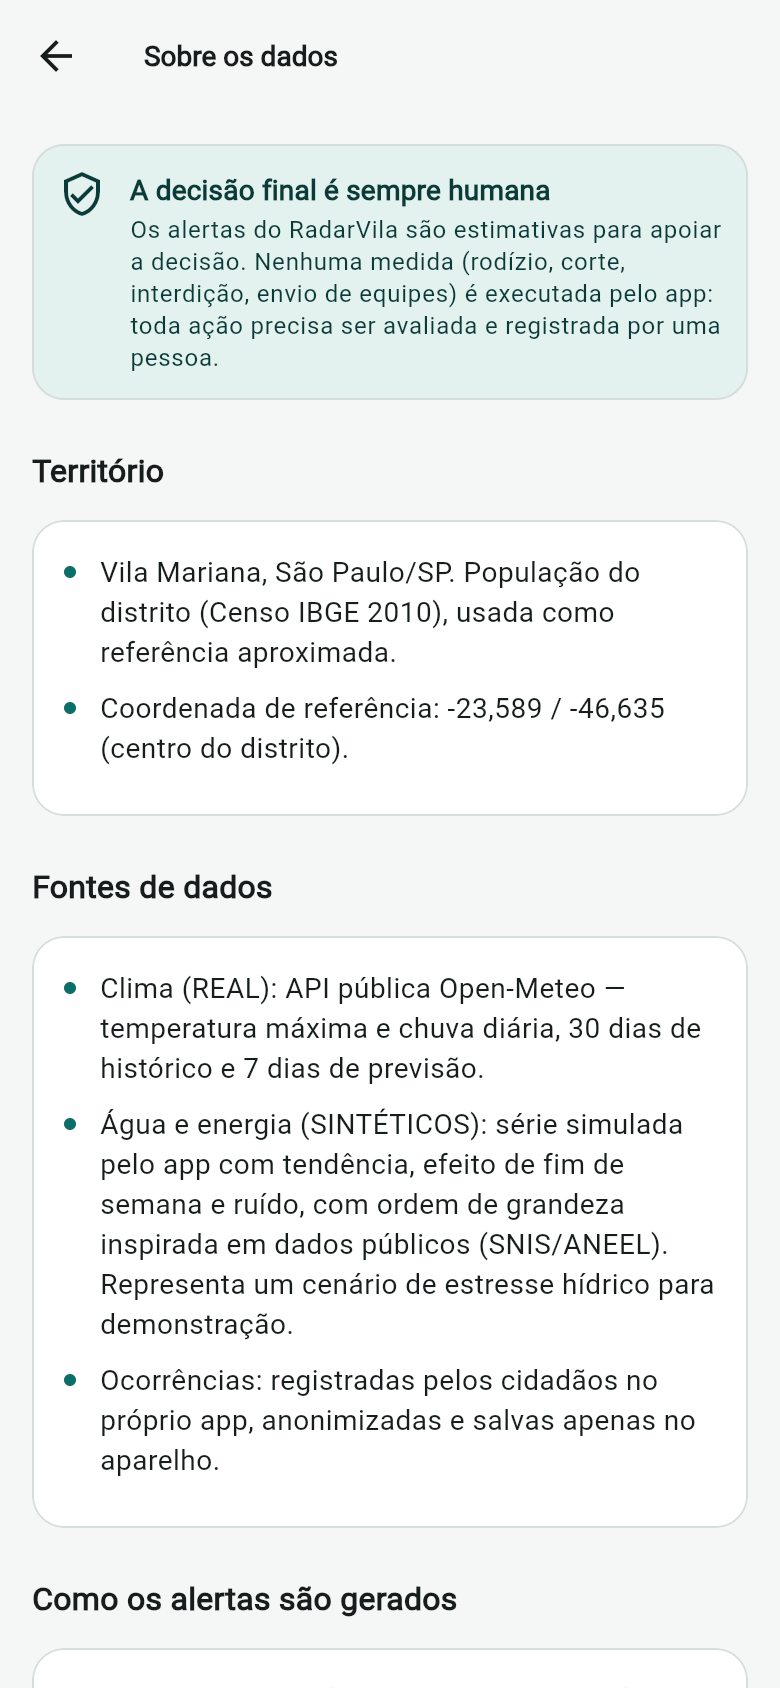 Sobre os dados
A decisão final é sempre humana
Os alertas do RadarVila são estimativas para apoiar
a decisão. Nenhuma medida (rodízio, corte,
interdição, envio de equipes) é executada pelo app:
toda ação precisa ser avaliada e registrada por uma
pessoa.
Território
Vila Mariana, São Paulo/SP. População do
distrito (Censo IBGE 2010), usada como
referência aproximada.
Coordenada de referência: -23,589 / -46,635
(centro do distrito).
Fontes de dados
Clima (REAL): API pública Open-Meteo —
temperatura máxima e chuva diária, 30 dias de
histórico e 7 dias de previsão.
Água e energia (SINTÉTICOS): série simulada
pelo app com tendência, efeito de fim de
semana e ruído, com ordem de grandeza
inspirada em dados públicos (SNIS/ANEEL).
Representa um cenário de estresse hídrico para
demonstração.
Ocorrências: registradas pelos cidadãos no
próprio app, anonimizadas e salvas apenas no
aparelho.
Como os alertas são gerados